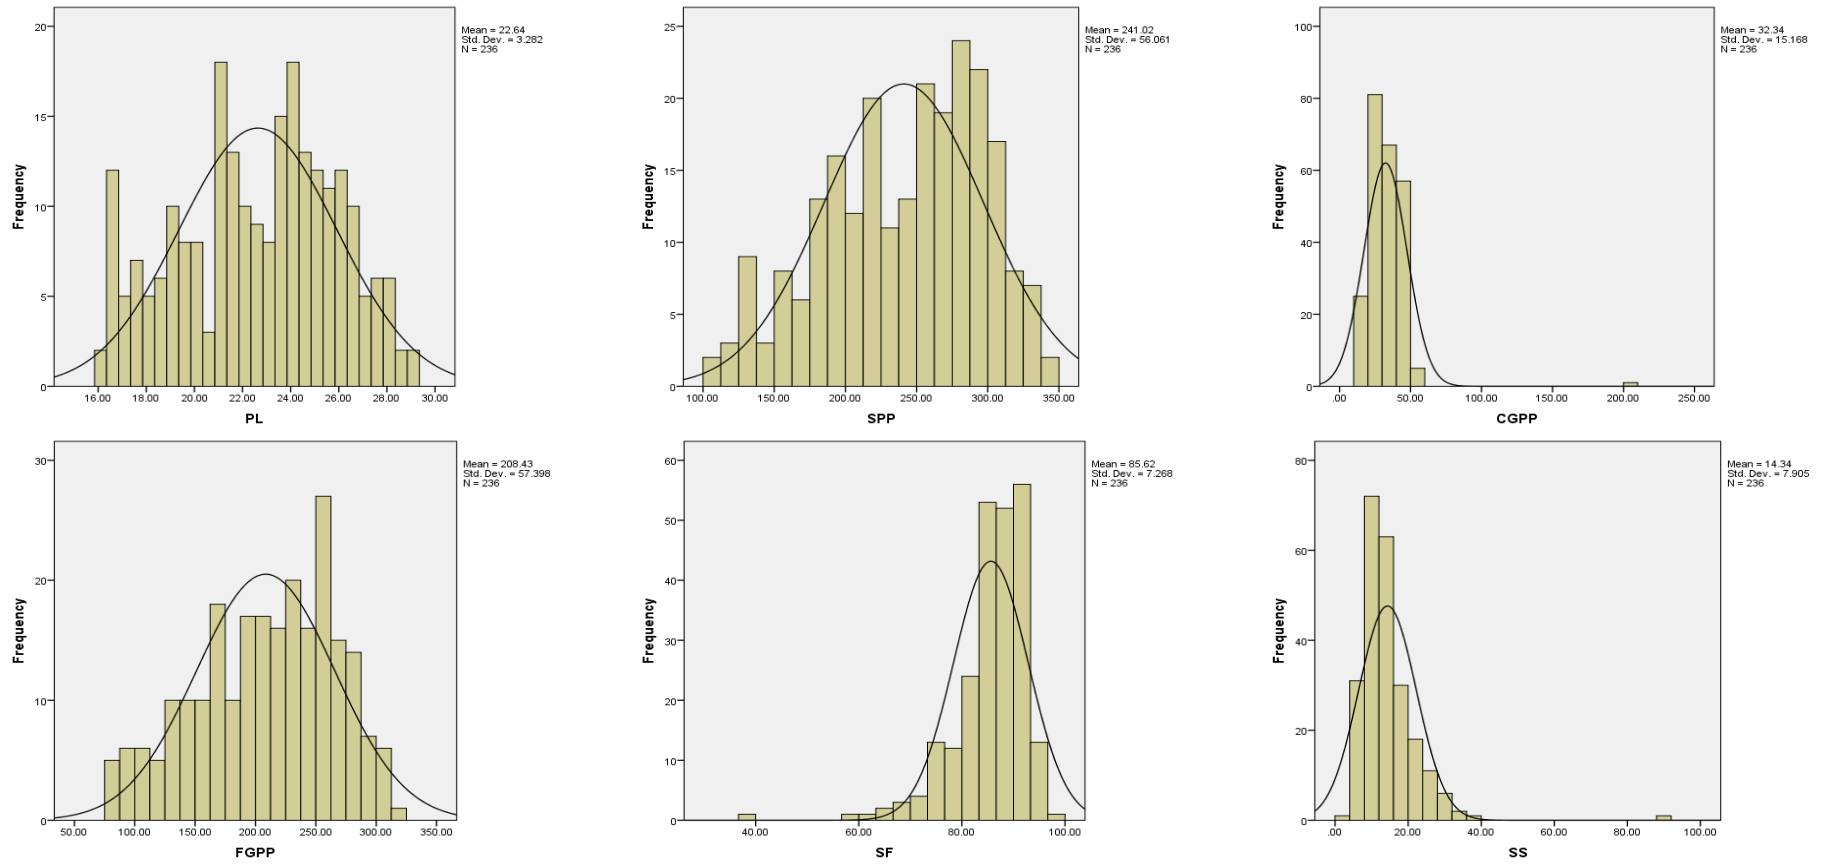 Mean = 22.64
Std. Dev. = 3.282
N = 236
20
15
10
5
0
Frequency
16.00 18.00 20.00 22.00 24.00 26.00 28.00 30.00
PL
Mean = 241.02
Std. Dev. = 56.061
N = 236
25
20
15
10
5
0
Frequency
100.00 150.00 200.00 250.00 300.00 350.00
SPP
Mean = 32.34
Std. Dev. = 15.168
N = 236
100
80
60
40
20
0
Frequency
.00 50.00 100.00 150.00 200.00 250.00
CGPP
Mean = 208.43
Std. Dev. = 57.398
N = 236
30
20
10
0
Frequency
50.00 100.00 150.00 200.00 250.00 300.00 350.00
FGPP
Mean = 85.62
Std. Dev. = 7.268
N = 236
60
50
40
30
20
10
0
Frequency
40.00 60.00 80.00 100.00
SF
Mean = 14.34
Std. Dev. = 7.905
N = 236
80
60
40
20
0
Frequency
.00 20.00 40.00 60.00 80.00 100.00
SS